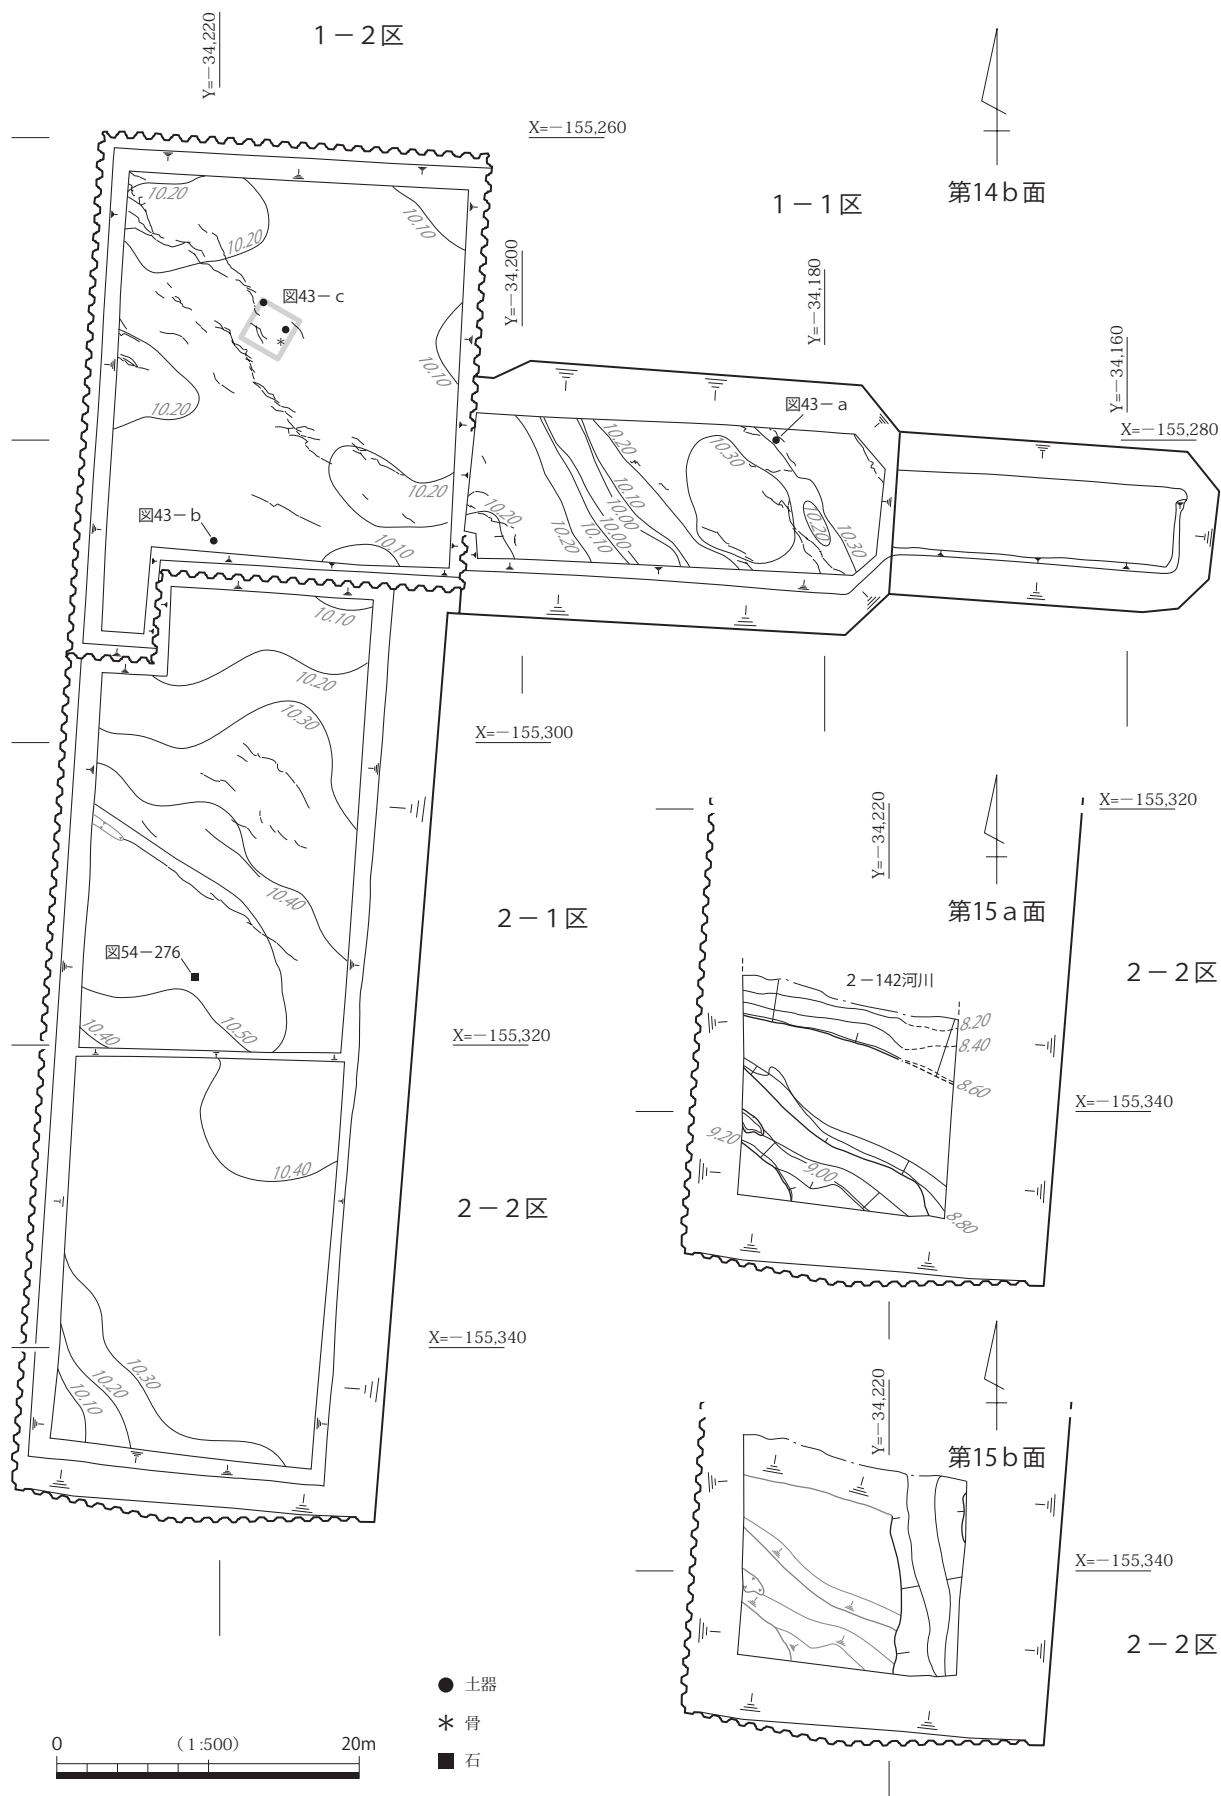 1－2区
Y=－34,220
X=－155,260
第14b面
1－1区
Y=－34,200
Y=－34,180
Y=－34,160
X=－155,280
10.20
10.20
10.10
図43－c
10.10
10.20
図43－a
10.20
10.30
10.20
10.10
10.00
10.00
10.10
10.20
10.20
10.20
10.30
図43－b
10.10
10.10
10.20
10.30
X=－155,300
10.40
2－1区
図54－276
10.40
10.50
X=－155,320
10.40
2－2区
X=－155,340
10.30
10.20
10.10
Y=－34,220
X=－155,320
第15a面
2－2区
2－142河川
8.20
8.40
8.60
X=－155,340
9.20
9.00
8.80
Y=－34,220
第15b面
X=－155,340
2－2区
土器
骨
石
0 （1:500） 20m